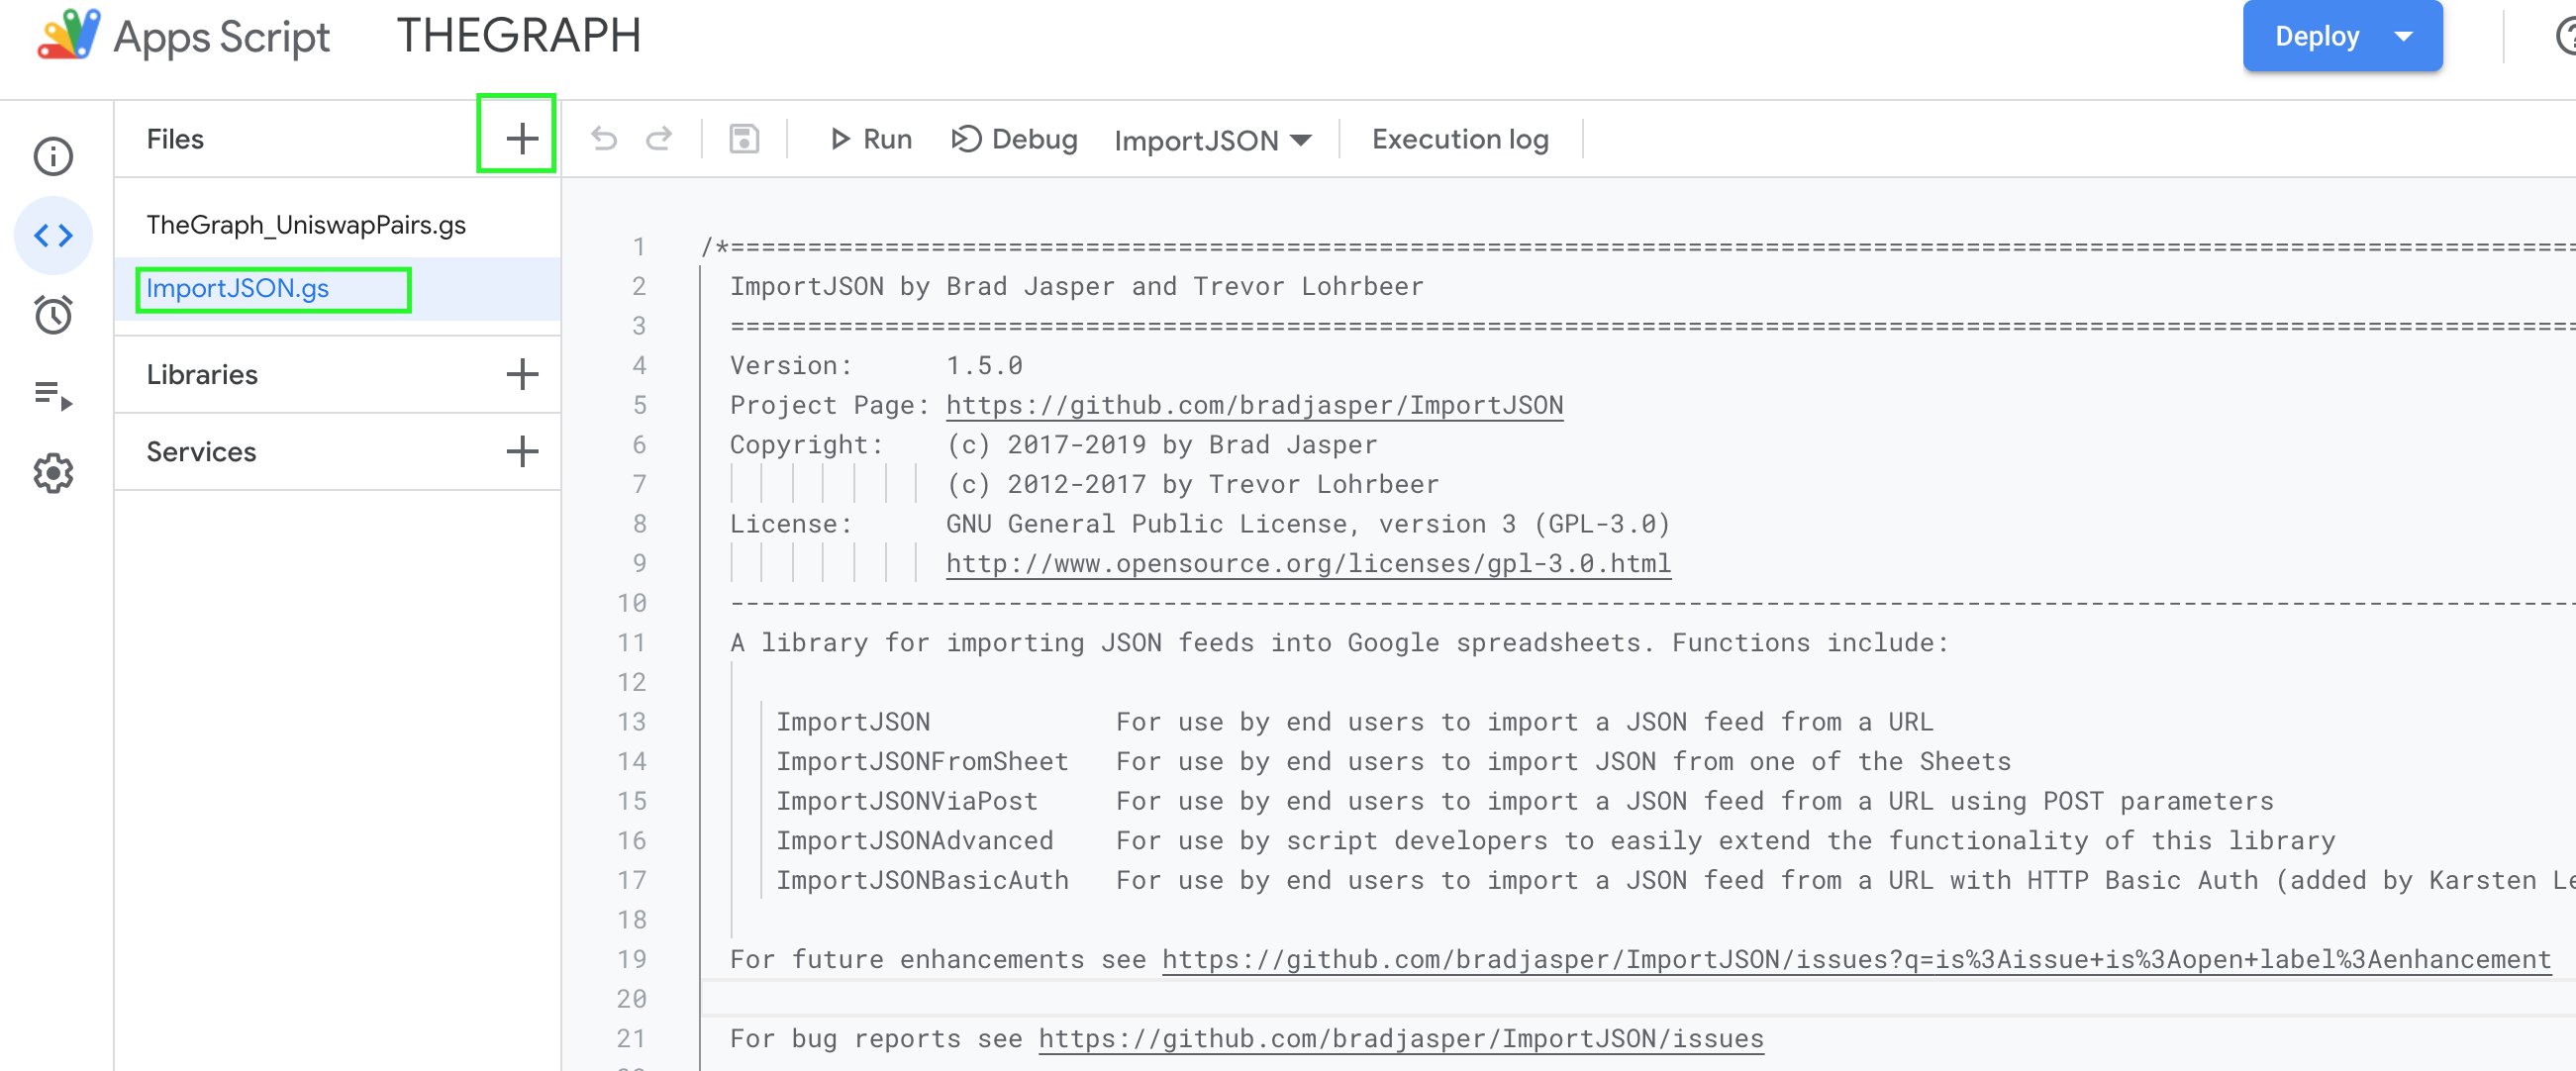 Apps Script THEGRAPH Deploy
Files Run Debug ImportJSON Execution log
TheGraph_UniswapPairs.gs
ImportJSON.gs
Libraries
Services
1 /*========================================================================================================================
2 ImportJSON by Brad Jasper and Trevor Lohrbeer
3 ========================================================================================================================
4 Version: 1.5.0
5 Project Page: https://github.com/bradjasper/ImportJSON
6 Copyright: (c) 2017-2019 by Brad Jasper
7 (c) 2012-2017 by Trevor Lohrbeer
8 License: GNU General Public License, version 3 (GPL-3.0)
9 http://www.opensource.org/licenses/gpl-3.0.html
10 ------------------------------------------------------------------------------------------------------------------------
11 A library for importing JSON feeds into Google spreadsheets. Functions include:
12
13 ImportJSON For use by end users to import a JSON feed from a URL
14 ImportJSONFromSheet For use by end users to import JSON from one of the Sheets
15 ImportJSONViaPost For use by end users to import a JSON feed from a URL using POST parameters
16 ImportJSONAdvanced For use by script developers to easily extend the functionality of this library
17 ImportJSONBasicAuth For use by end users to import a JSON feed from a URL with HTTP Basic Auth (added by Karsten Le
18
19 For future enhancements see https://github.com/bradjasper/ImportJSON/issues?q=is%3Aissue+is%3Aopen+label%3Aenhancement
20
21 For bug reports see https://github.com/bradjasper/ImportJSON/issues